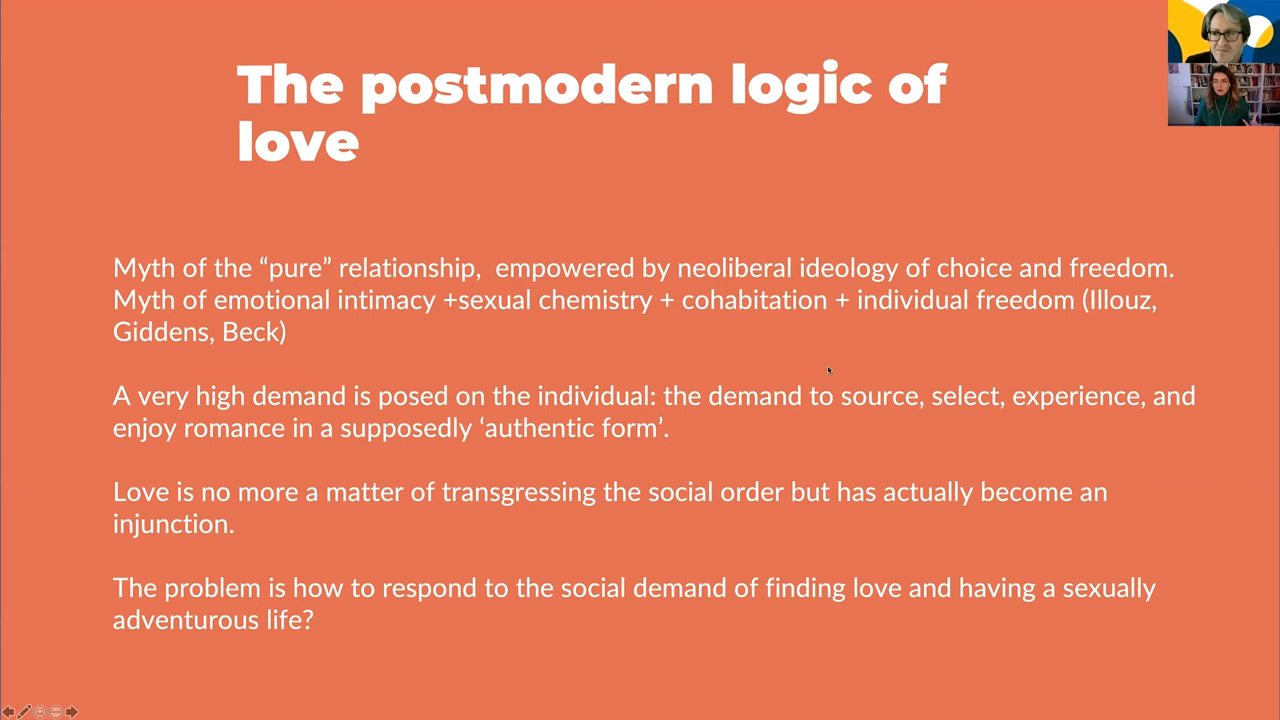 The postmodern logic of
love
Myth of the “pure” relationship,  empowered by neoliberal ideology of choice and freedom.
Myth of emotional intimacy +sexual chemistry + cohabitation + individual freedom (Illouz,
Giddens, Beck)
A very high demand is posed on the individual: the demand to source, select, experience, and
enjoy romance in a supposedly ‘authentic form’.
Love is no more a matter of transgressing the social order but has actually become an
injunction.
The problem is how to respond to the social demand of finding love and having a sexually
adventurous life?